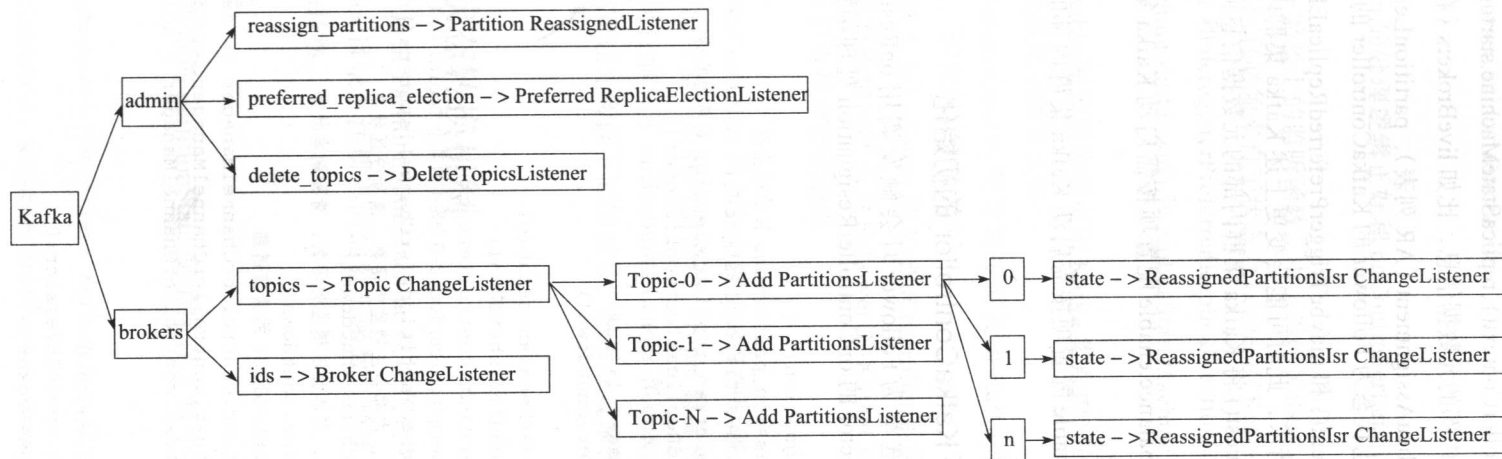 Kafka
admin
reassign_partitions – > Partition ReassignedListener
preferred_replica_election – > Preferred ReplicaElectionListener
delete_topics – > DeleteTopicsListener
brokers
topics – > Topic ChangeListener
ids – > Broker ChangeListener
Topic-0 – > Add PartitionsListener
Topic-1 – > Add PartitionsListener
Topic-N – > Add PartitionsListener
0
state – > ReassignedPartitionsIsr ChangeListener
1
state – > ReassignedPartitionsIsr ChangeListener
n
state – > ReassignedPartitionsIsr ChangeListener